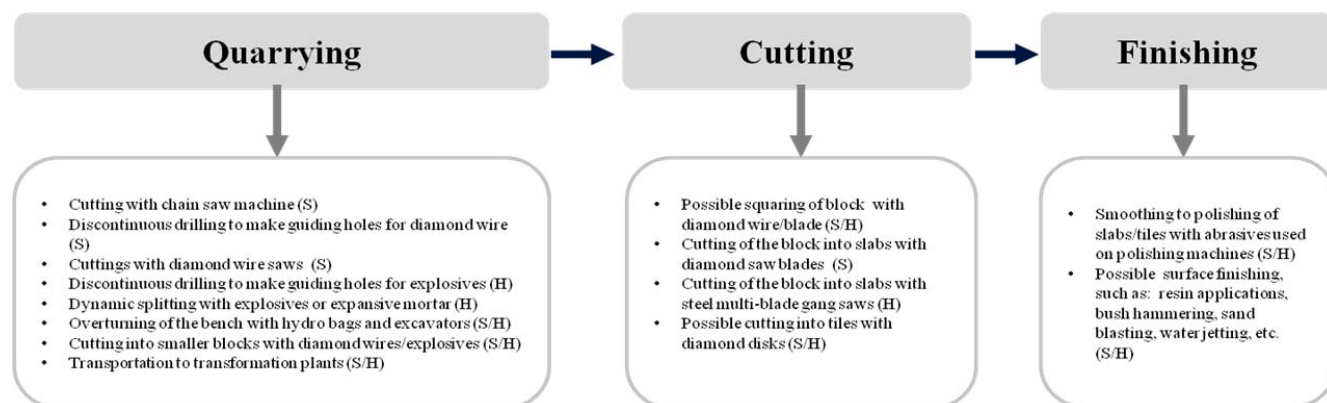 Quarrying
Cutting
Finishing
• Cutting with chain saw machine (S)
• Discontinuous drilling to make guiding holes for diamond wire
(S)
• Cuttings with diamond wire saws (S)
• Discontinuous drilling to make guiding holes for explosives (H)
• Dynamic splitting with explosives or expansive mortar (H)
• Overturning of the bench with hydro bags and excavators (S/H)
• Cutting into smaller blocks with diamond wires/explosives (S/H)
• Transportation to transformation plants (S/H)
• Possible squaring of block with
diamond wire/blade (S/H)
• Cutting of the block into slabs with
diamond saw blades (S)
• Cutting of the block into slabs with
steel multi-blade gang saws (H)
• Possible cutting into tiles with
diamond disks (S/H)
• Smoothing to polishing of
slabs/tiles with abrasives used
on polishing machines (S/H)
• Possible surface finishing,
such as: resin applications,
bush hammering, sand
blasting, water jetting, etc.
(S/H)